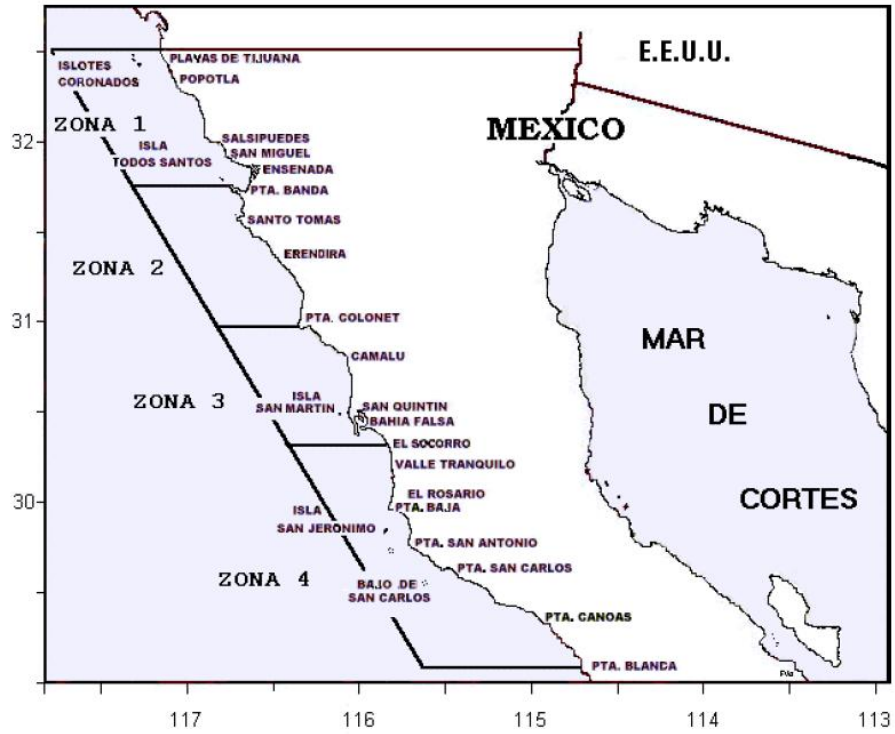 E.E.U.U.
PLAYAS DE TIJUANA
ISLOTES
CORONADOS
POPOTLA
ZONA 1
MEXICO
32
SALSIPUEDES
ISLA
TODOS SANTOS
SAN MIGUEL
ENSENADA
PTA. BANDA
SANTO TOMAS
ERENDIRA
ZONA 2
31
PTA. COLONET
MAR
CAMALU
ZONA 3
ISLA
SAN MARTIN
SAN QUINTIN
BAHIA FALSA
DE
EL SOCORRO
VALLE TRANQUILO
30
EL ROSARIO
PTA. BAJA
CORTES
ISLA
SAN JERONIMO
PTA. SAN ANTONIO
PTA. SAN CARLOS
ZONA 4
BAJO DE
SAN CARLOS
PTA. CANOAS
PTA. BLANCA
117
116
115
114
113